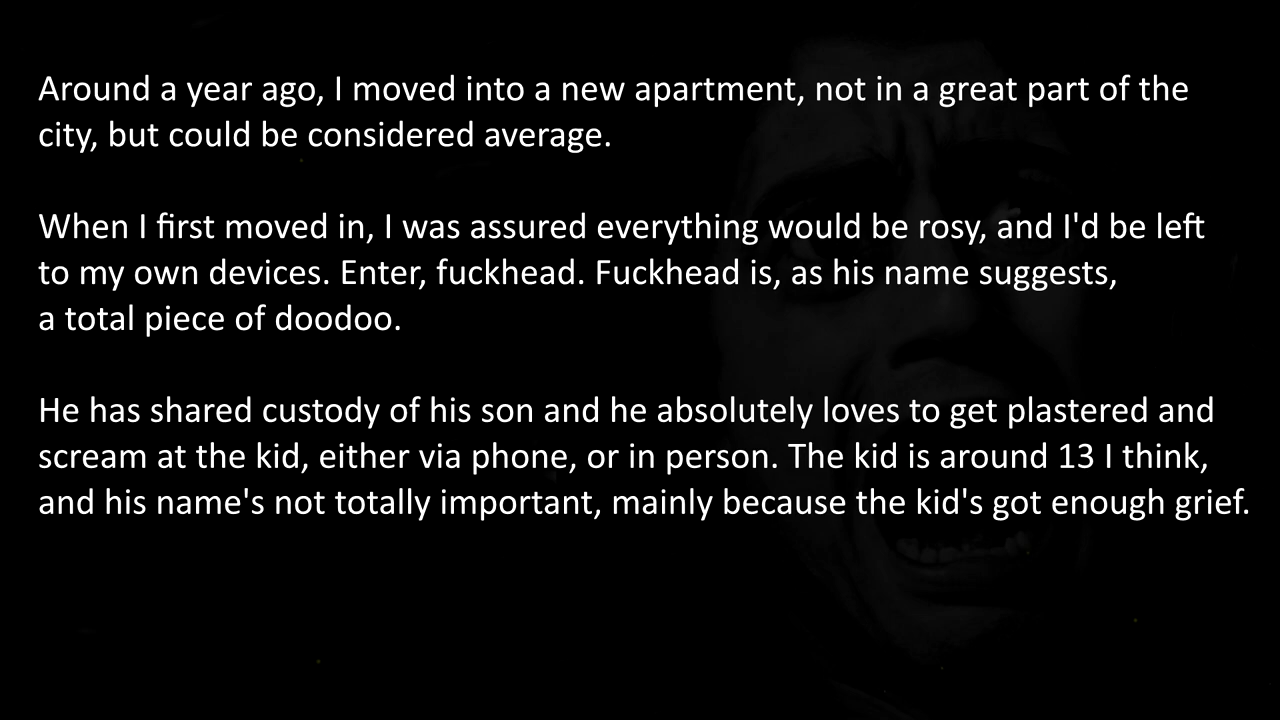 Around a year ago, I moved into a new apartment, not in a great part of the
city, but could be considered average.
When I first moved in, I was assured everything would be rosy, and I'd be left
to my own devices. Enter, fuckhead. Fuckhead is, as his name suggests,
a total piece of doodoo.
He has shared custody of his son and he absolutely loves to get plastered and
scream at the kid, either via phone, or in person. The kid is around 13 I think,
and his name's not totally important, mainly because the kid's got enough grief.